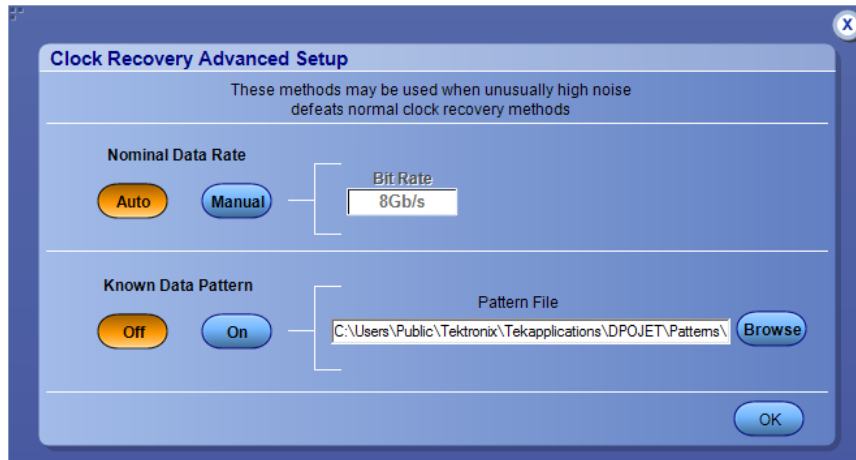 X
Clock Recovery Advanced Setup
These methods may be used when unusually high noise
defeats normal clock recovery methods
Nominal Data Rate
Auto
Manual
Bit Rate
8Gb/s
Known Data Pattern
Off
On
Pattern File
C:\Users\Public\Tektronix\Tekapplications\DPOJET\Patterns\
Browse
OK